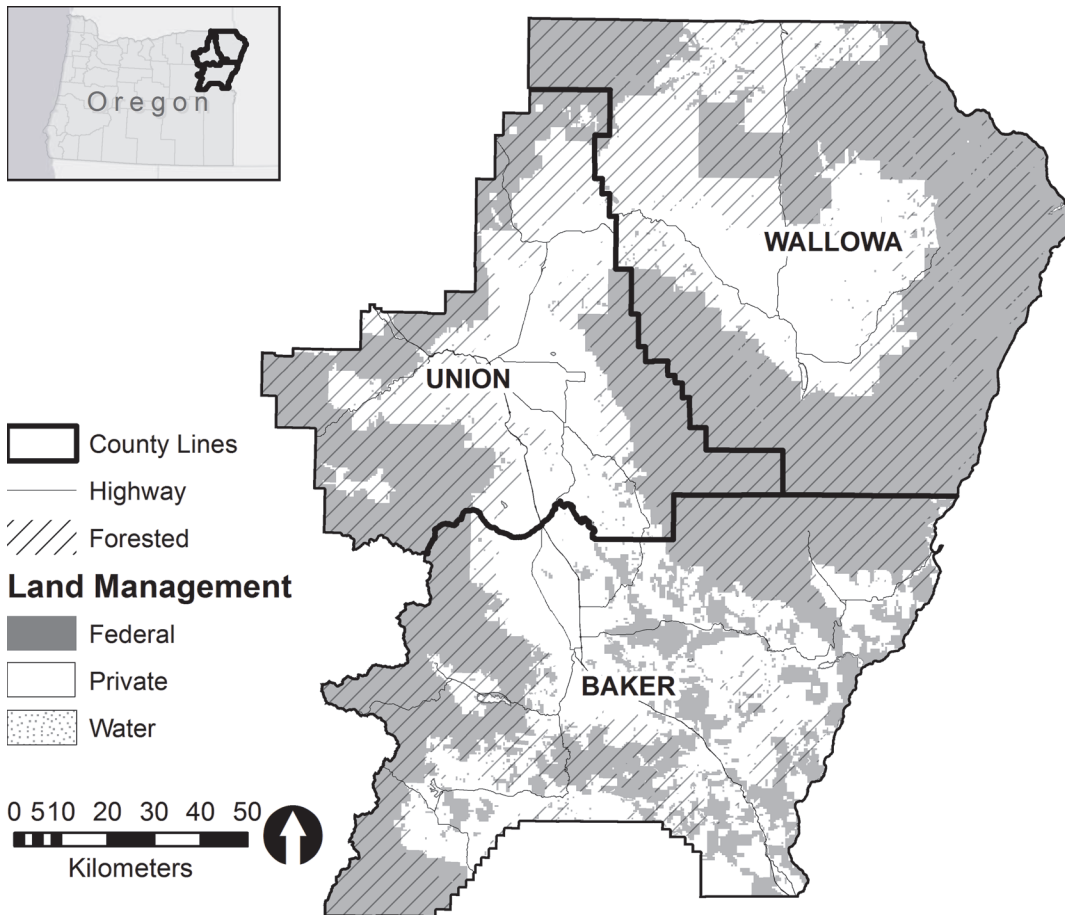 Oregon
WALLOWA
UNION
BAKER
County Lines
Highway
Forested
Land Management
Federal
Private
Water
0 5 10 20 30 40 50
Kilometers